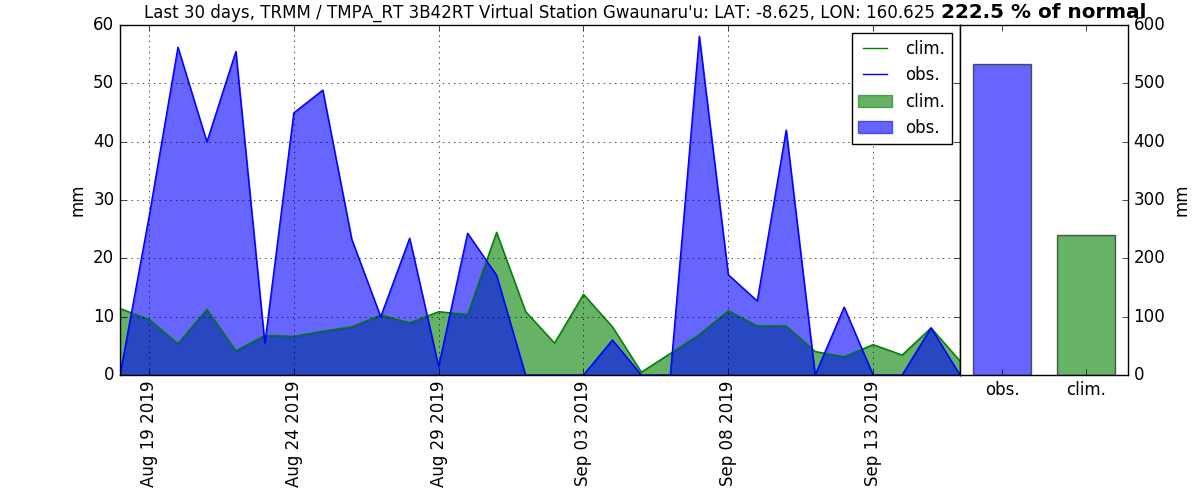 Last 30 days, TRMM / TMPA_RT 3B42RT Virtual Station Gwaunaru'u: LAT: -8.625, LON: 160.625 222.5 % of normal
60
50
40
30
20
10
0
mm
clim.
obs.
clim.
obs.
Aug 19 2019
Aug 24 2019
Aug 29 2019
Sep 03 2019
Sep 08 2019
Sep 13 2019
600
500
400
300
200
100
0
mm
obs.
clim.